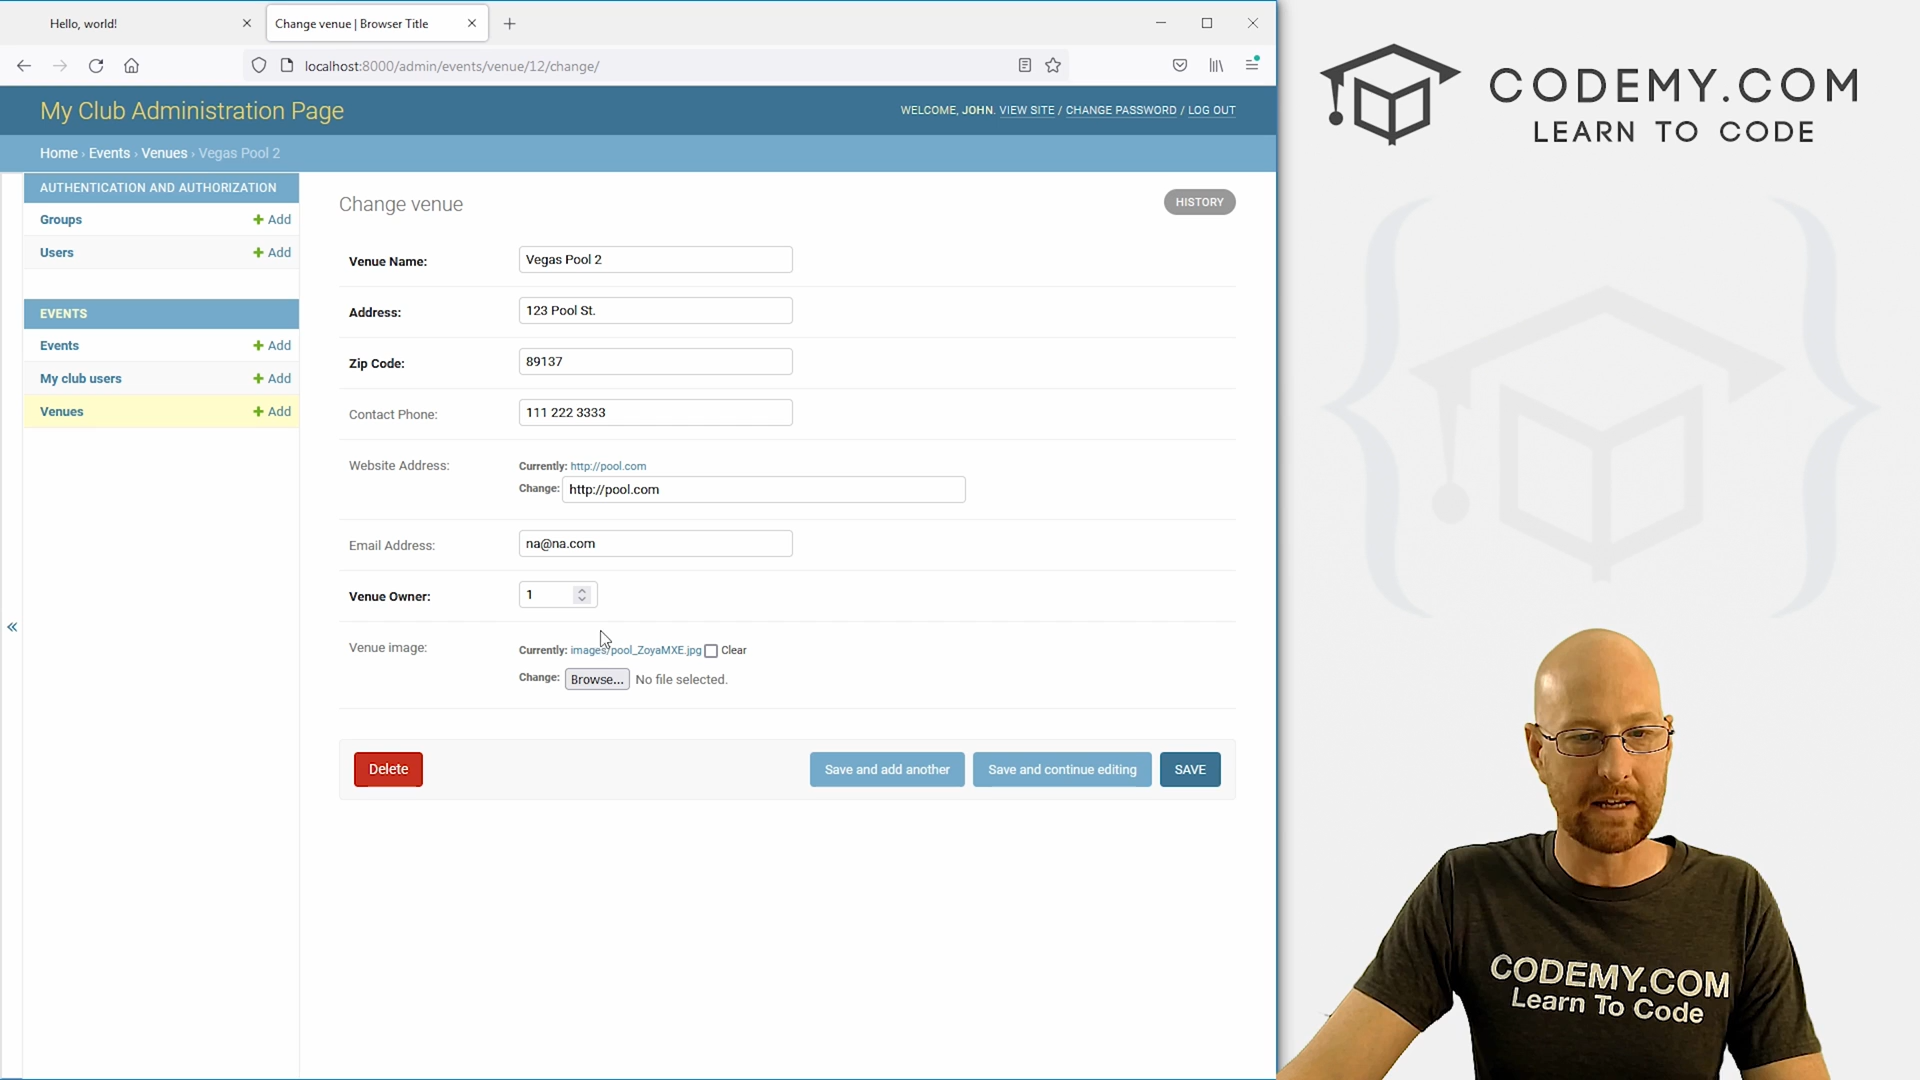 Hello, world!
Change venue | Browser Title
localhost:8000/admin/events/venue/12/change/
My Club Administration Page
WELCOME, JOHN. VIEW SITE / CHANGE PASSWORD / LOG OUT
Home › Events › Venues › Vegas Pool 2
AUTHENTICATION AND AUTHORIZATION
Groups
+ Add
Users
+ Add
EVENTS
Events
+ Add
My club users
+ Add
Venues
+ Add
«
Change venue
HISTORY
Venue Name:
Vegas Pool 2
Address:
123 Pool St.
Zip Code:
89137
Contact Phone:
111 222 3333
Website Address:
Currently: http://pool.com
Change: http://pool.com
Email Address:
na@na.com
Venue Owner:
1
Venue image:
Currently: images/pool_ZoyaMXE.jpg Clear
Change: Browse... No file selected.
Delete
Save and add another
Save and continue editing
SAVE
CODEMY.COM
LEARN TO CODE
CODEMY.COM
Learn To Code